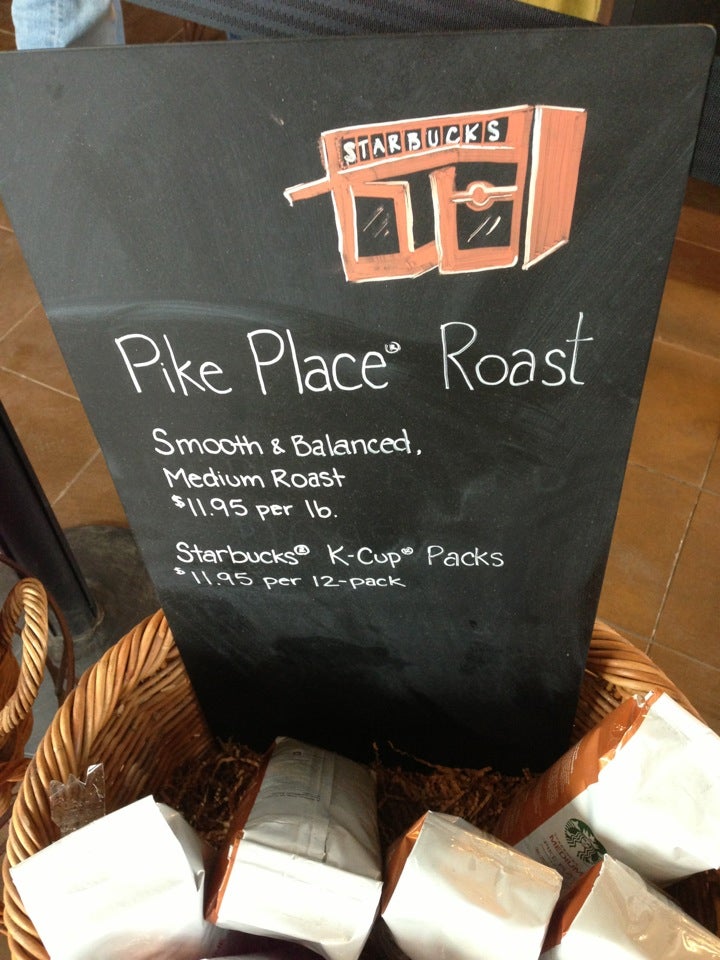 STARBUCKS
Pike Place® Roast
Smooth & Balanced,
Medium Roast
$11.95 per lb.
Starbucks® K-Cup® Packs
$11.95 per 12-pack